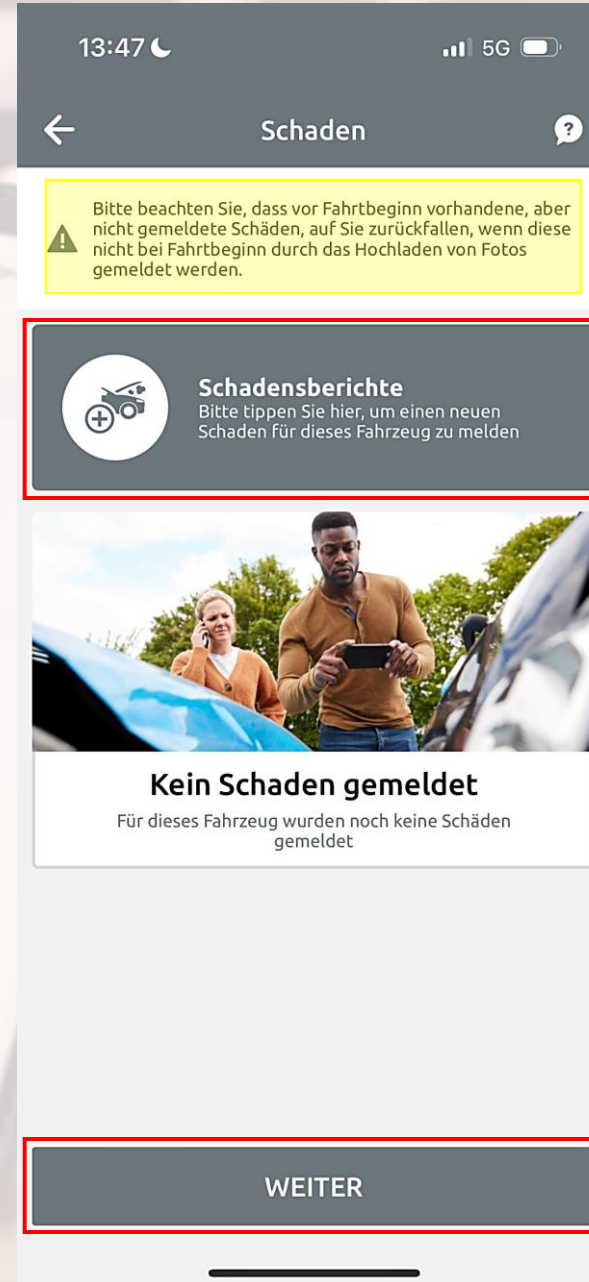 13:47
5G
Schaden
?
Bitte beachten Sie, dass vor Fahrtbeginn vorhandene, aber
nicht gemeldete Schäden, auf Sie zurückfallen, wenn diese
nicht bei Fahrtbeginn durch das Hochladen von Fotos
gemeldet werden.
Schadensberichte
Bitte tippen Sie hier, um einen neuen
Schaden für dieses Fahrzeug zu melden
Kein Schaden gemeldet
Für dieses Fahrzeug wurden noch keine Schäden
gemeldet
WEITER